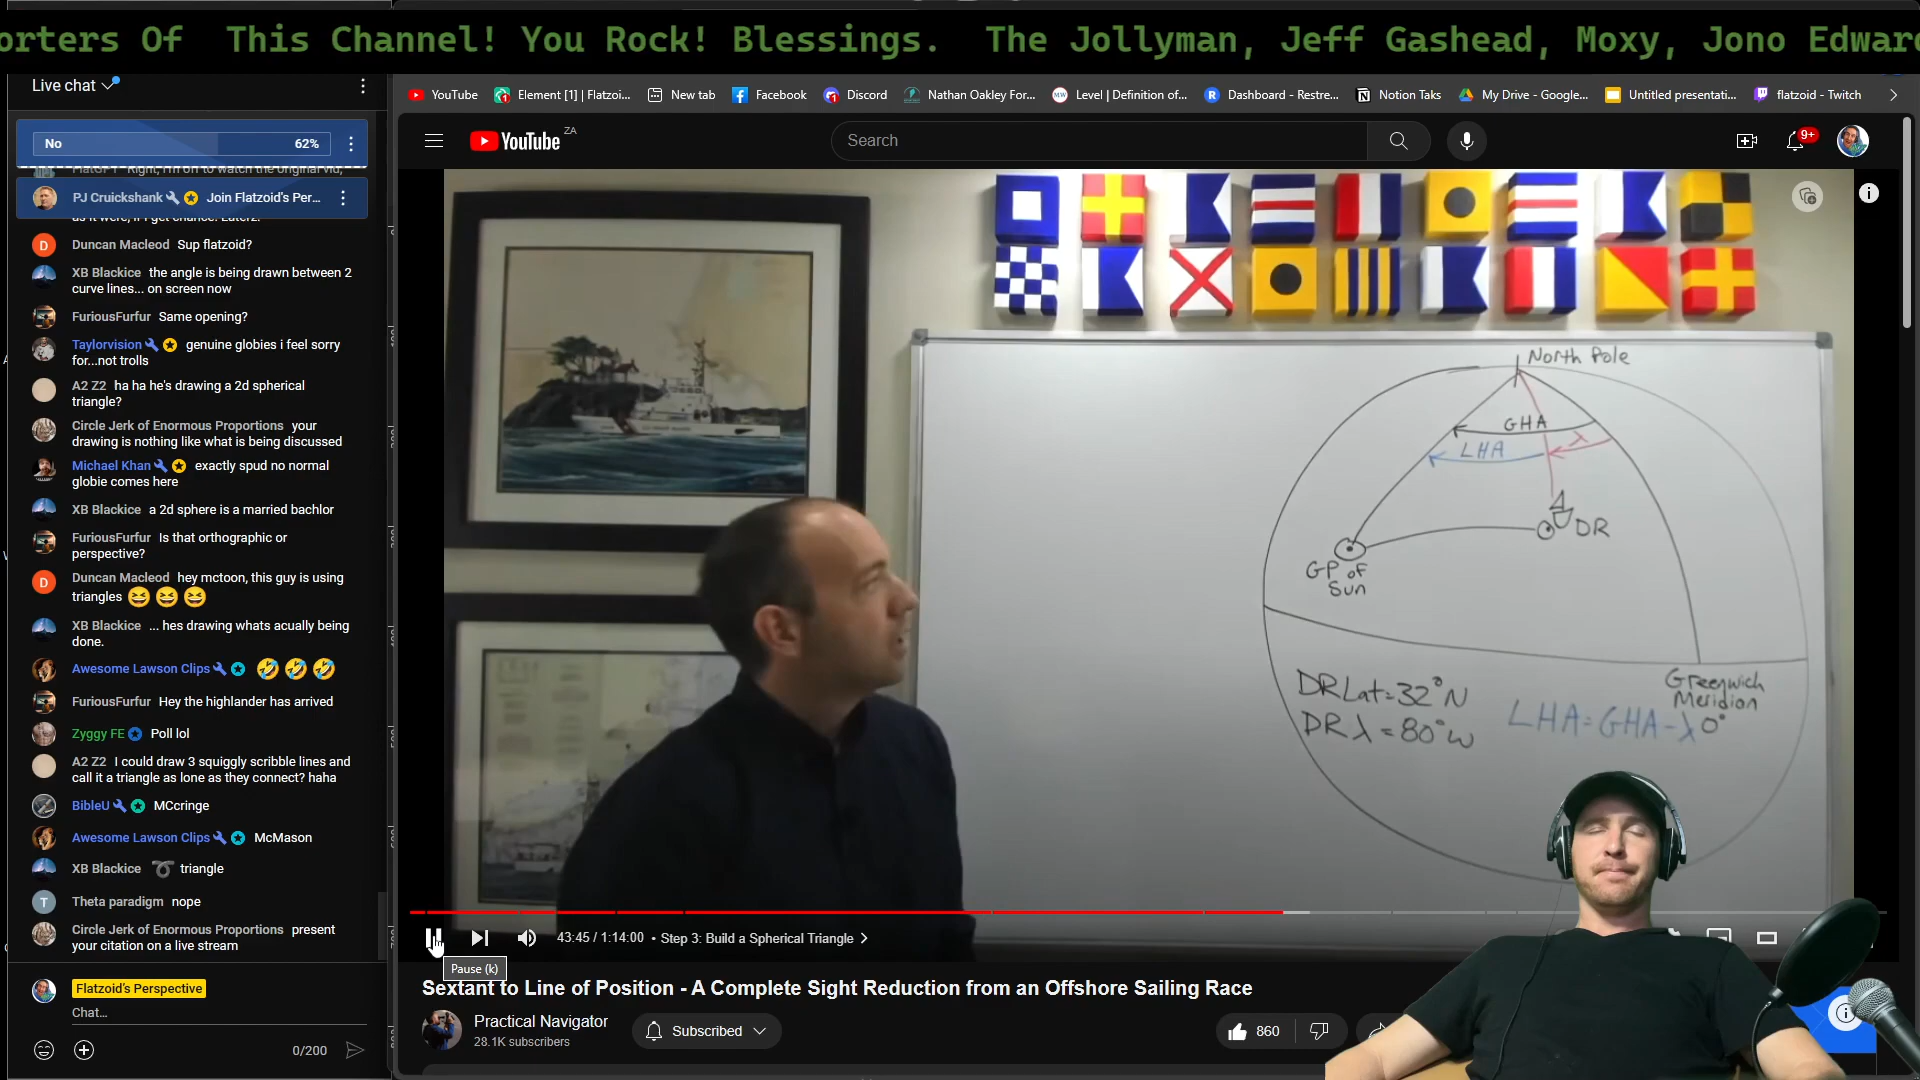 orters Of This Channel! You Rock! Blessings. The Jollyman, Jeff Gashead, Moxy, Jono Edwar
Live chat
No 62%
PJ Cruickshank Join Flatzoid's Per...
as it were, if I get chance. Laterz.
Duncan Macleod Sup flatzoid?
XB Blackice the angle is being drawn between 2
curve lines... on screen now
FuriousFurfur Same opening?
Taylorvision genuine globies i feel sorry
for...not trolls
A2 Z2 ha ha he's drawing a 2d spherical
triangle?
Circle Jerk of Enormous Proportions your
drawing is nothing like what is being discussed
Michael Khan exactly spud no normal
globie comes here
XB Blackice a 2d sphere is a married bachlor
FuriousFurfur Is that orthographic or
perspective?
Duncan Macleod hey mctoon, this guy is using
triangles
XB Blackice ... hes drawing whats acually being
done.
Awesome Lawson Clips
FuriousFurfur Hey the highlander has arrived
Zyggy FE Poll lol
A2 Z2 I could draw 3 squiggly scribble lines and
call it a triangle as lone as they connect? haha
BibleU MCcringe
Awesome Lawson Clips McMason
XB Blackice triangle
T Theta paradigm nope
Circle Jerk of Enormous Proportions present
your citation on a live stream
Flatzoid's Perspective
Chat...
0/200
YouTube Element [1] | Flatzoi... New tab Facebook Discord Nathan Oakley For... Level | Definition of... Dashboard - Restre... Notion Taks My Drive - Google... Untitled presentati... flatzoid - Twitch
YouTube ZA
Search
9+
North Pole
GHA
LHA λ
DR
GP of
Sun
Greenwich
Meridion
0°
DR Lat = 32° N
DR λ = 80° W
LHA = GHA - λ
43:45 / 1:14:00 • Step 3: Build a Spherical Triangle
Pause (k)
Sextant to Line of Position - A Complete Sight Reduction from an Offshore Sailing Race
Practical Navigator
28.1K subscribers
Subscribed
860